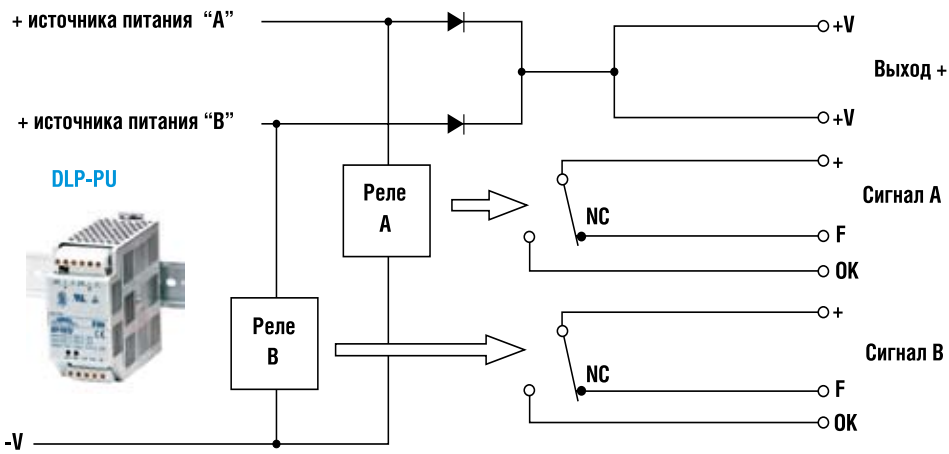 + источника питания “A”
+V
Выход +
+ источника питания “B”
+V
DLP-PU
Реле
A
+
Сигнал A
NC
F
OK
Реле
B
+
Сигнал B
NC
F
OK
-V